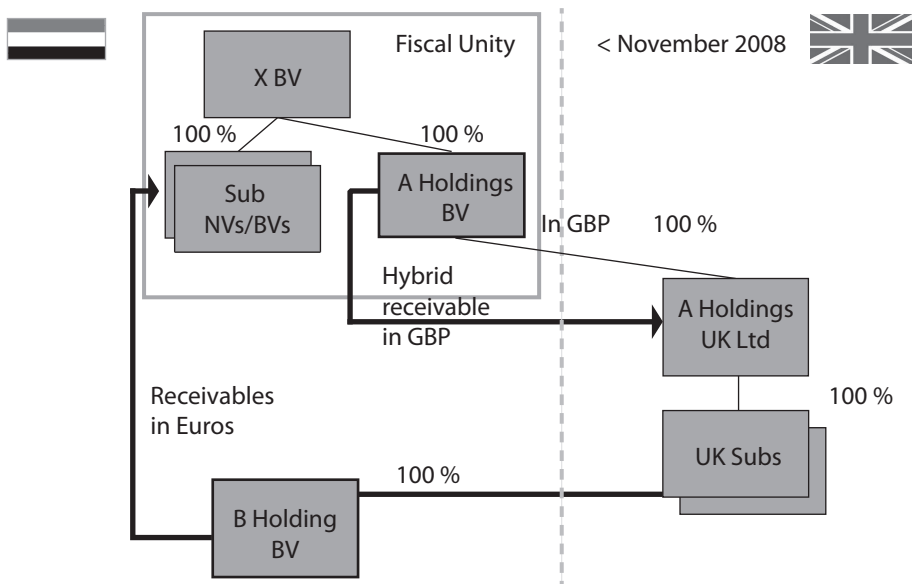 Fiscal Unity
< November 2008
X BV
100 %
100 %
Sub
NVs/BVs
A Holdings
BV
In GBP
100 %
Hybrid
receivable
in GBP
A Holdings
UK Ltd
Receivables
in Euros
100 %
UK Subs
100 %
B Holding
BV